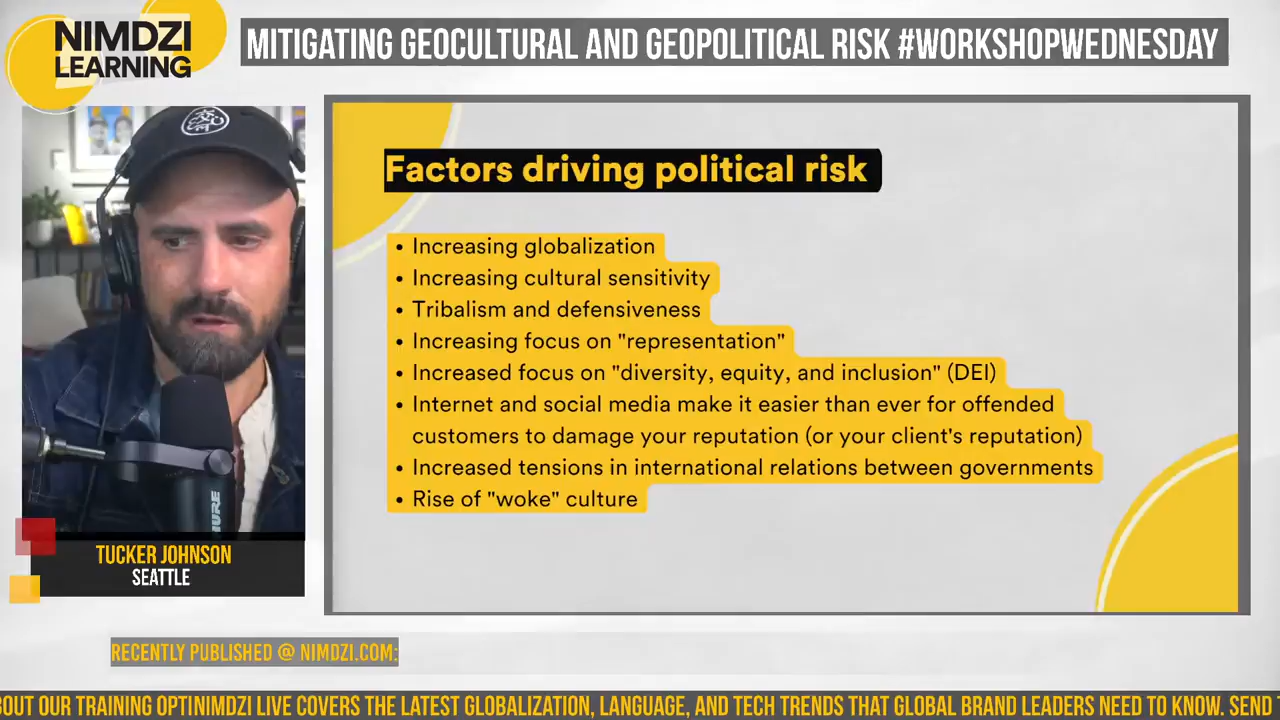 NIMDZI
LEARNING
MITIGATING GEOCULTURAL AND GEOPOLITICAL RISK #WORKSHOPWEDNESDAY
Factors driving political risk
• Increasing globalization
• Increasing cultural sensitivity
• Tribalism and defensiveness
• Increasing focus on "representation"
• Increased focus on "diversity, equity, and inclusion" (DEI)
• Internet and social media make it easier than ever for offended
customers to damage your reputation (or your client's reputation)
• Increased tensions in international relations between governments
• Rise of "woke" culture
SHURE
TUCKER JOHNSON
SEATTLE
RECENTLY PUBLISHED @ NIMDZI.COM:
BOUT OUR TRAINING OPTINIMDZI LIVE COVERS THE LATEST GLOBALIZATION, LANGUAGE, AND TECH TRENDS THAT GLOBAL BRAND LEADERS NEED TO KNOW. SEND